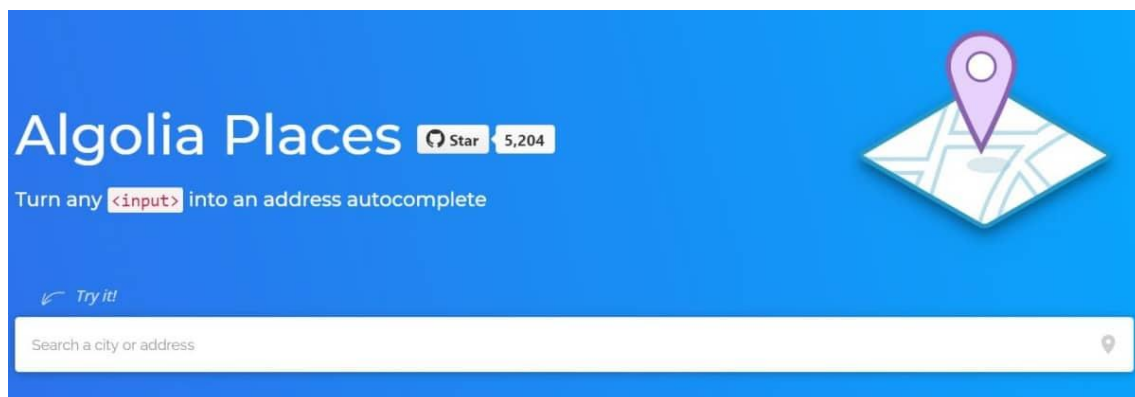 Algolia Places Star 5,204
Turn any <input> into an address autocomplete
Try it!
Search a city or address